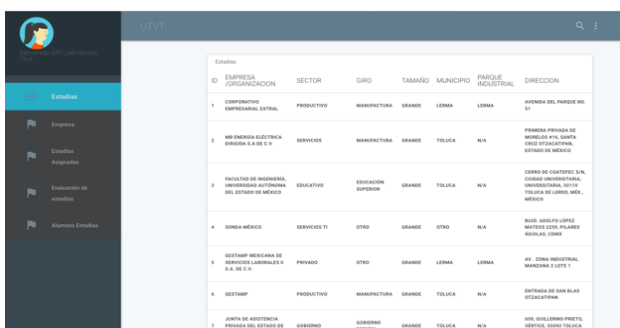 UTVT
Bienvenido MTI
Cruz
Estadias
Empresa
Estadias
Asignadas
Evaluación de
estadias
Alumnos Estadias
Estadias
ID EMPRESA /ORGANIZACION SECTOR GIRO TAMAÑO MUNICIPIO PARQUE INDUSTRIAL DIRECCION
1 CORPORATIVO EMPRESARIAL EXTRAL PRODUCTIVO MANUFACTURA GRANDE LERMA LERMA AVENIDA DEL PARQUE NO. 51
2 MB ENERGÍA ELÉCTRICA DIRIGIDA S.A DE C.V SERVICIOS MANUFACTURA GRANDE TOLUCA N/A PRIMERA PRIVADA DE MORELOS #16, SANTA CRUZ OTZACATIPAN, ESTADO DE MÉXICO
3 FACULTAD DE INGENIERÍA, UNIVERSIDAD AUTÓNOMA DEL ESTADO DE MÉXICO EDUCATIVO EDUCACIÓN SUPERIOR GRANDE TOLUCA N/A CERRO DE COATEPEC S/N, CIUDAD UNIVERSITARIA, UNIVERSITARIA, 50110 TOLUCA DE LERDO, MÉX., MÉXICO
4 SONDA MÉXICO SERVICIOS TI OTRO GRANDE OTRO N/A BLVD. ADOLFO LÓPEZ MATEOS 2259, PILARES ÁGUILAS, CDMX
5 GESTAMP MEXICANA DE SERVICIOS LABORALES II S.A. DE C.V PRIVADO OTRO GRANDE LERMA LERMA AV . ZONA INDUSTRIAL MANZANA 2 LOTE 1
6 GESTAMP PRODUCTIVO MANUFACTURA GRANDE TOLUCA N/A ENTRADA DE SAN BLAS OTZACATIPAN
7 JUNTA DE ASISTENCIA PRIVADA DEL ESTADO DE GOBIERNO GOBIERNO GRANDE TOLUCA N/A 609, GUILLERMO PRIETO, VÉRTICE, 50090 TOLUCA